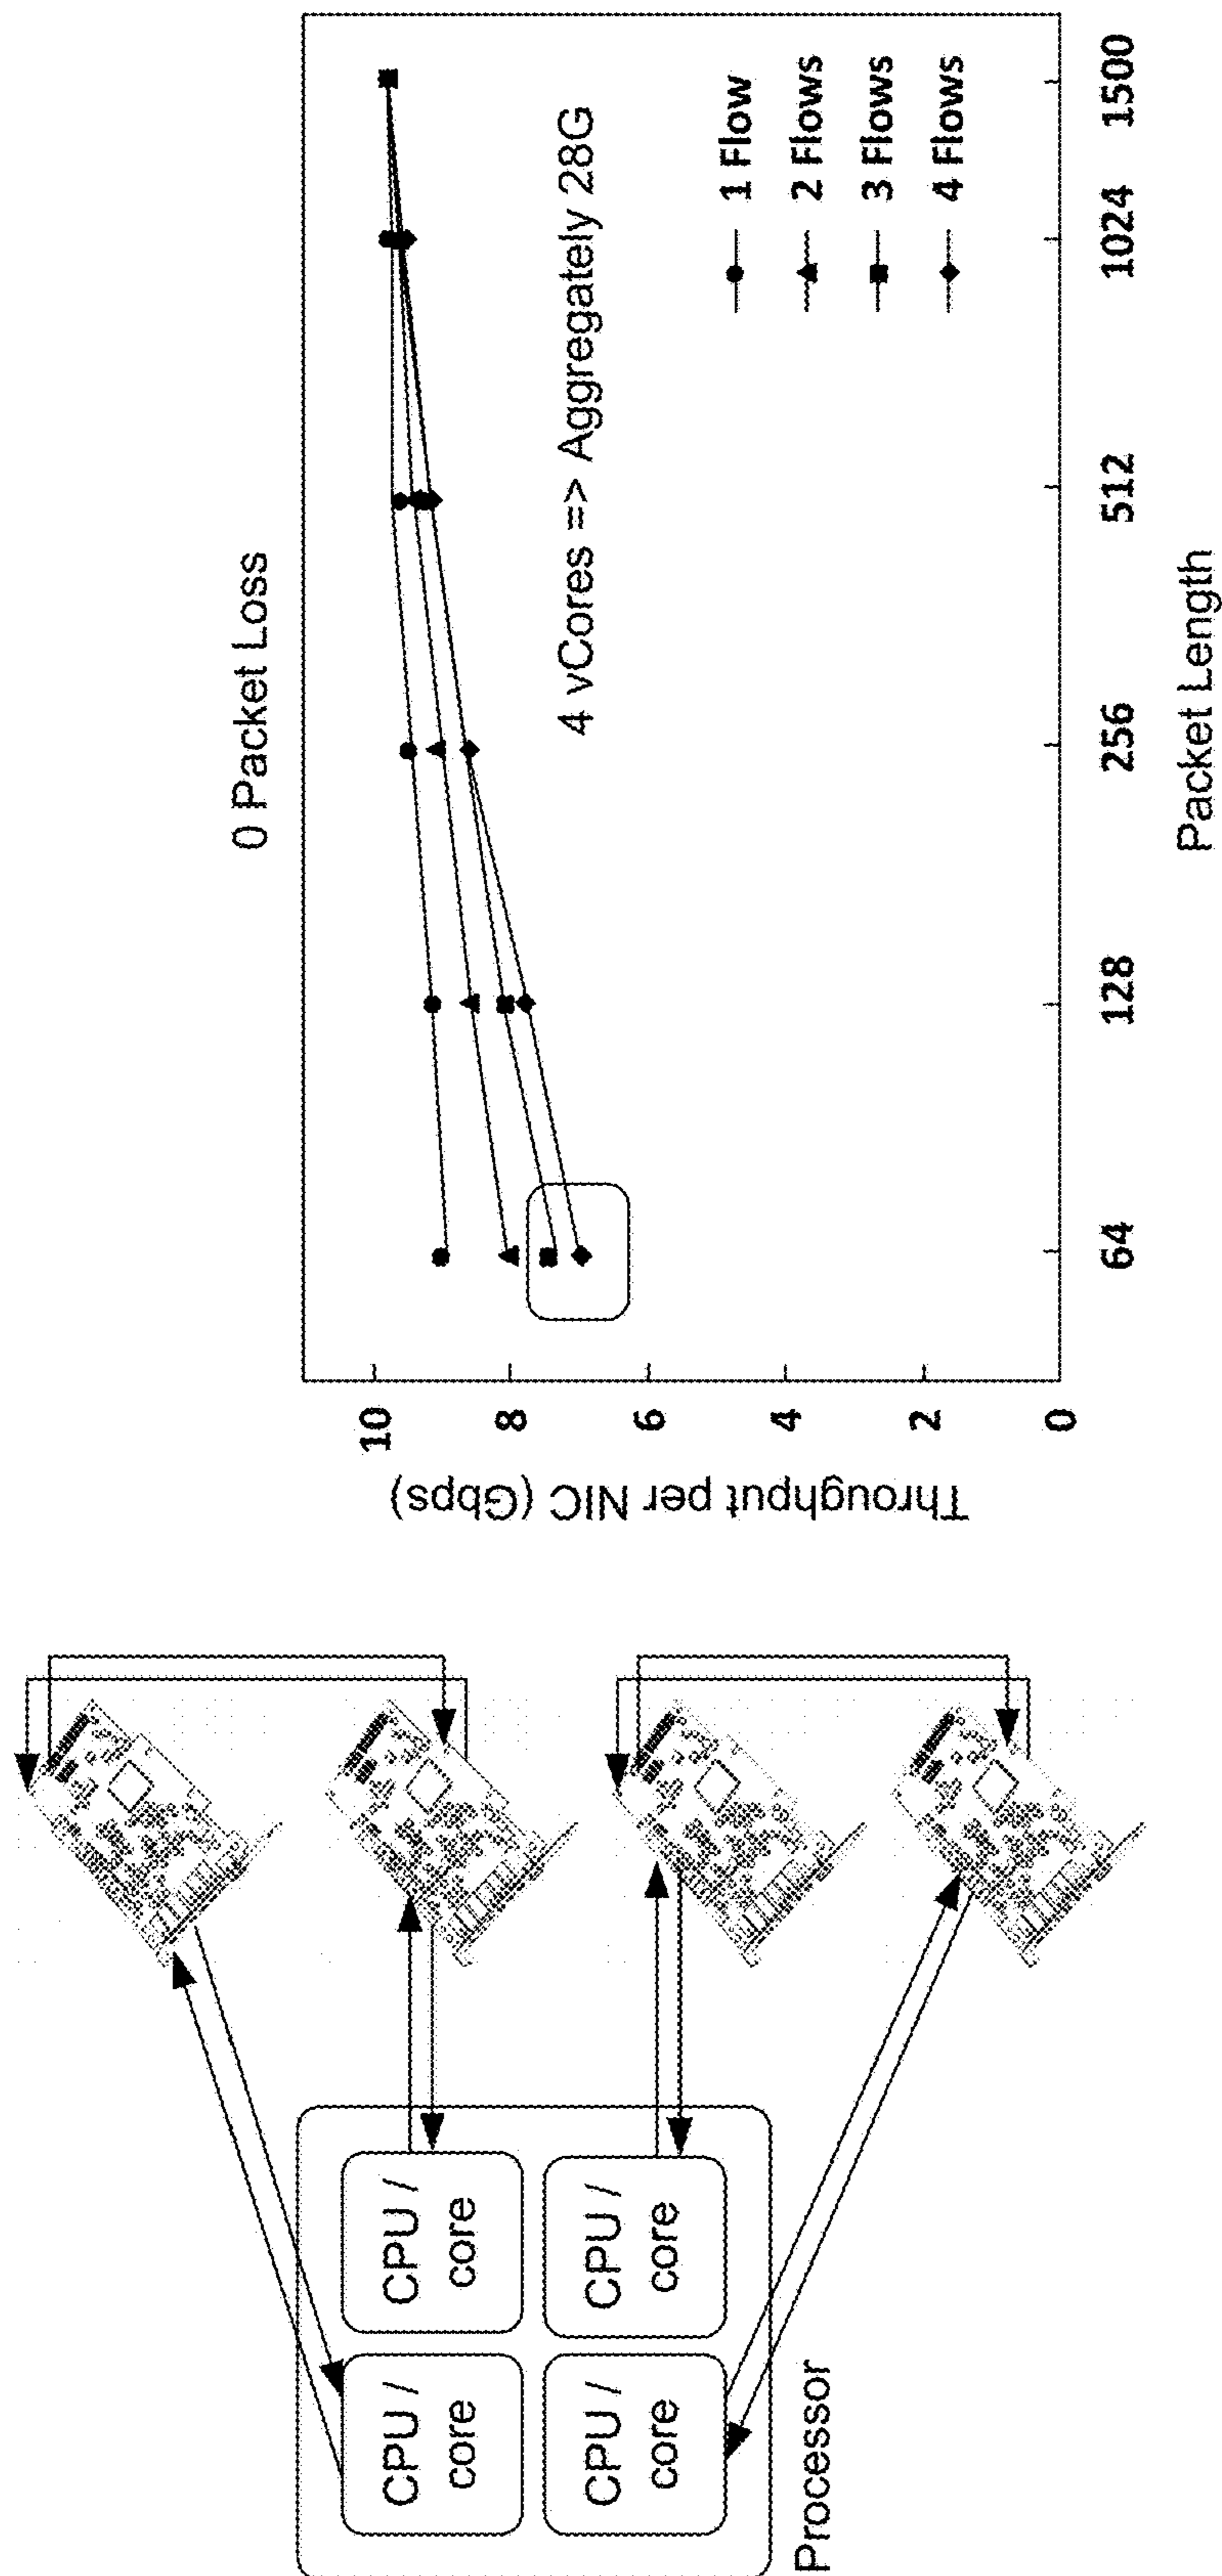 CPU /
core
CPU /
core
CPU /
core
CPU /
core
Processor
0 Packet Loss
Throughput per NIC (Gbps)
10
8
6
4
2
0
4 vCores => Aggregately 28G
1 Flow
2 Flows
3 Flows
4 Flows
64
128
256
512
1024
1500
Packet Length